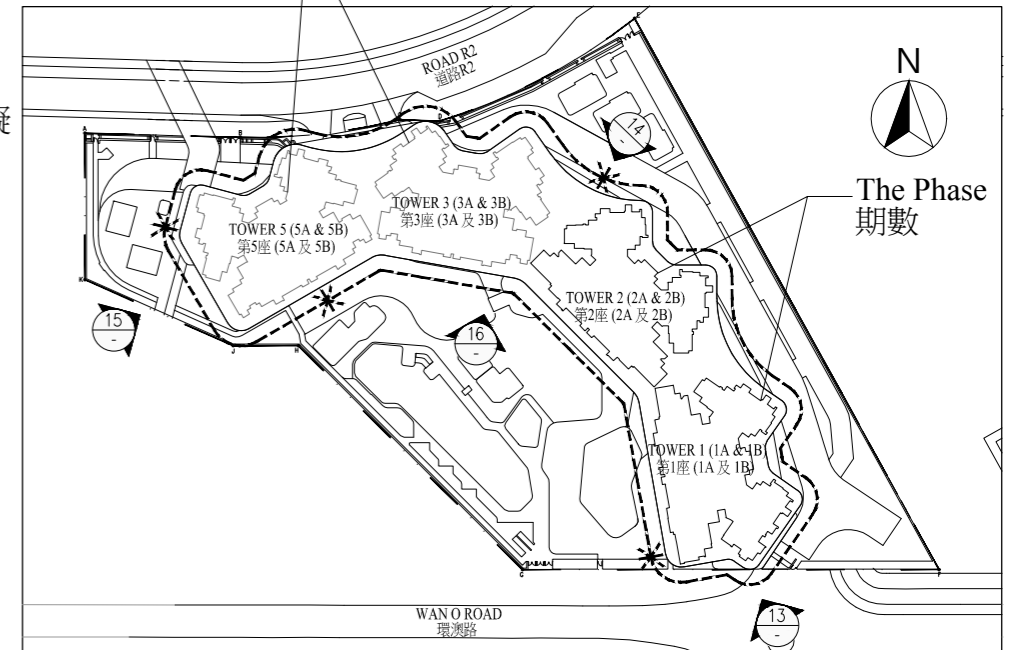 ROAD R2
道路R2
N
A
B
D
E
擬
14
-
The Phase
期數
TOWER 3 (3A & 3B)
第3座 (3A 及 3B)
TOWER 5 (5A & 5B)
第5座 (5A 及 5B)
K
TOWER 2 (2A & 2B)
第2座 (2A 及 2B)
15
-
16
-
J
H
TOWER 1 (1A & 1B)
第1座 (1A 及 1B)
G
F
WAN O ROAD
環澳路
13
-